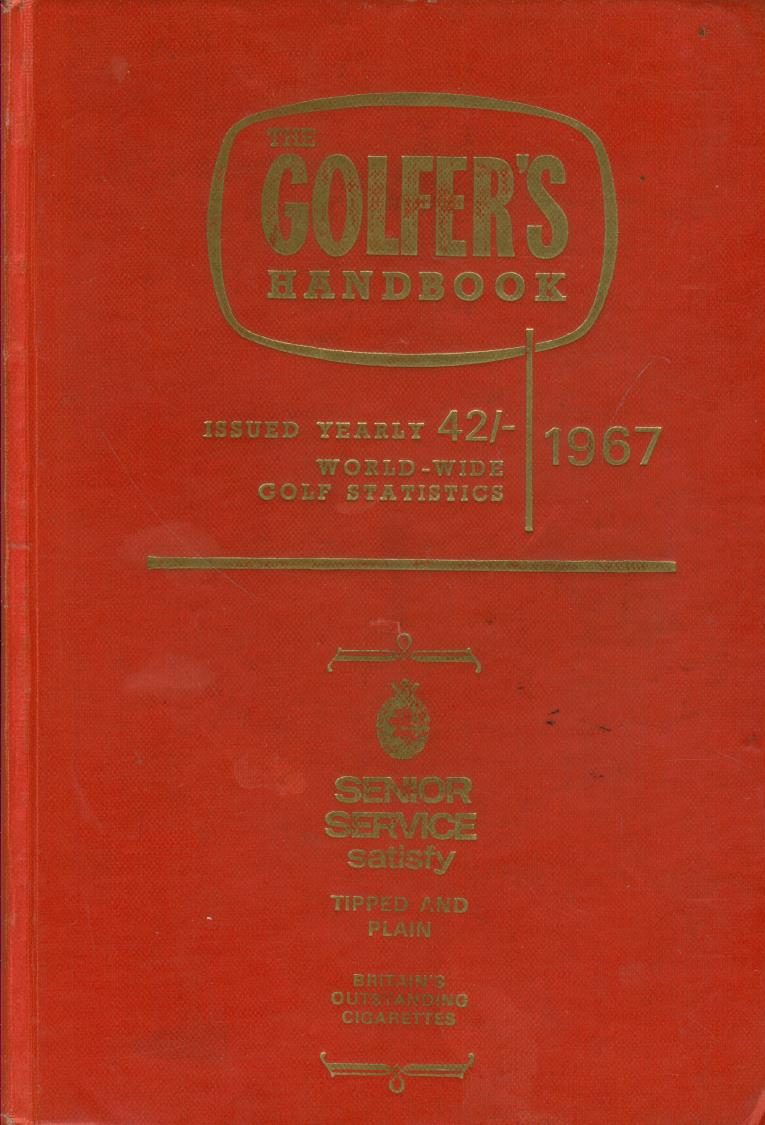 THE
GOLFER'S
HANDBOOK
ISSUED YEARLY 42/-
WORLD-WIDE
GOLF STATISTICS
1967
SENIOR
SERVICE
satisfy
TIPPED AND
PLAIN
BRITAIN'S
OUTSTANDING
CIGARETTES